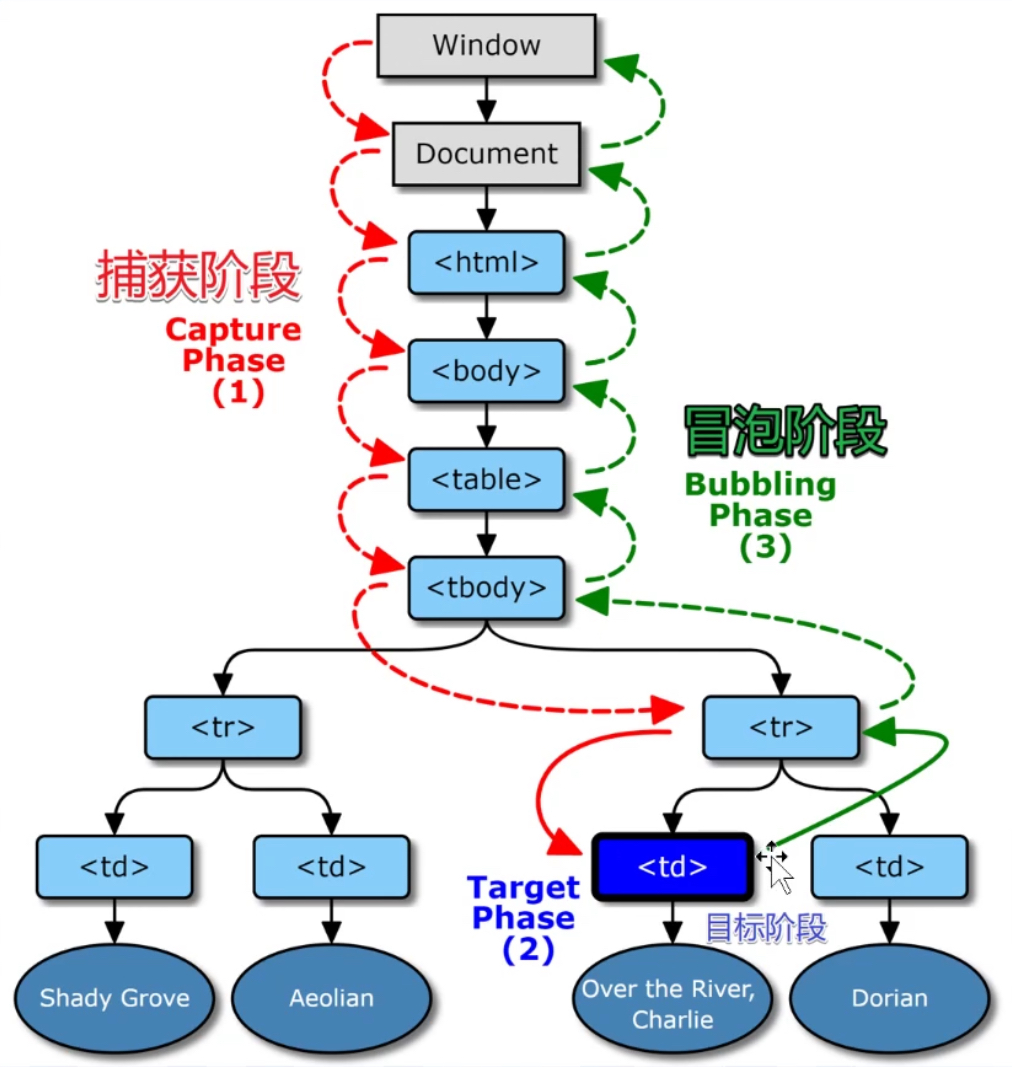 Window
Document
<html>
捕获阶段
Capture
Phase
(1)
<body>
冒泡阶段
<table>
Bubbling
Phase
(3)
<tbody>
<tr>
<tr>
<td>
<td>
<td>
<td>
Target
Phase
(2)
目标阶段
Shady Grove
Aeolian
Over the River,
Charlie
Dorian